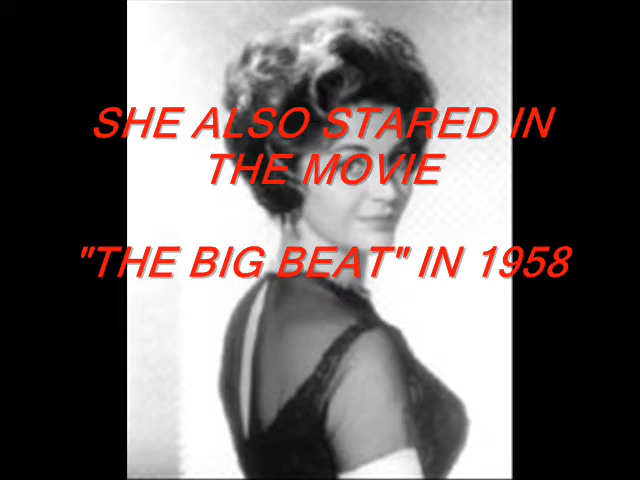 SHE ALSO STARED IN
THE MOVIE
"THE BIG BEAT" IN 1958